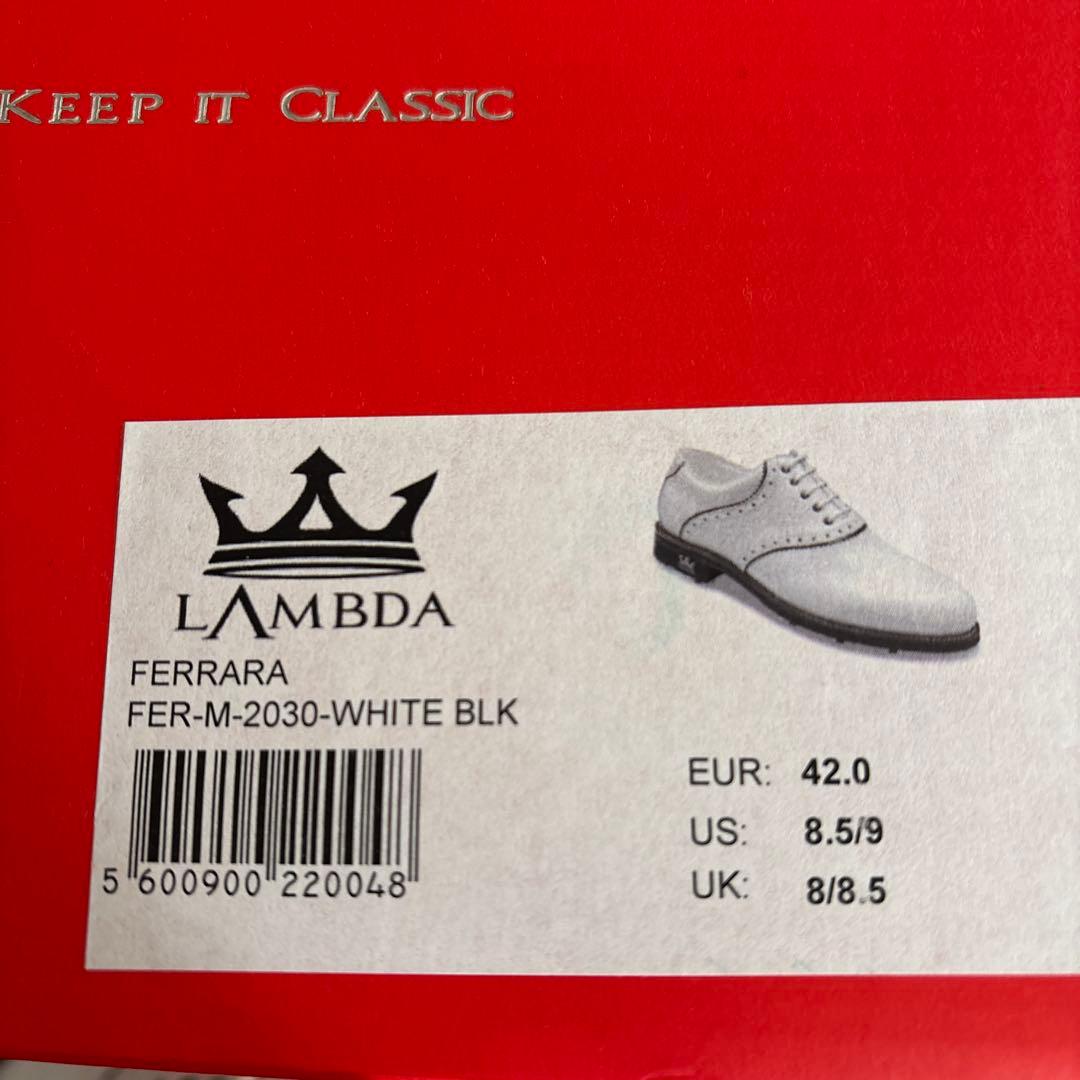 KEEP IT CLASSIC
LAMBDA
FERRARA
FER-M-2030-WHITE BLK
5 600900 220048
EUR: 42.0
US: 8.5/9
UK: 8/8.5